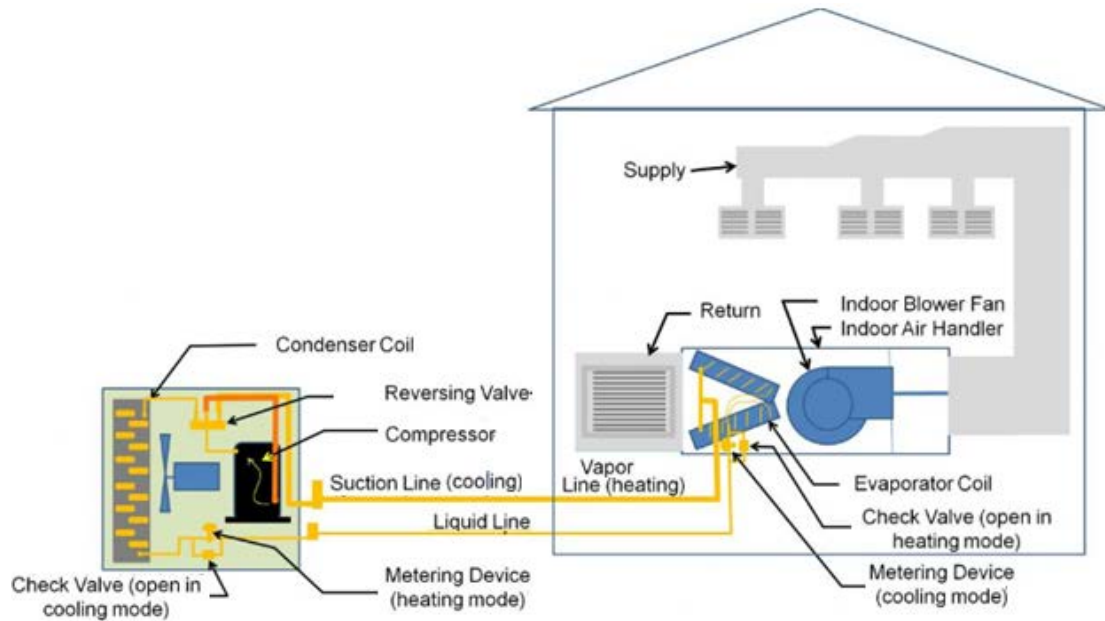 Supply
Return
Indoor Blower Fan
Indoor Air Handler
Condenser Coil
Reversing Valve
Compressor
Suction Line (cooling)
Vapor
Line (heating)
Evaporator Coil
Liquid Line
Check Valve (open in
heating mode)
Check Valve (open in
cooling mode)
Metering Device
(heating mode)
Metering Device
(cooling mode)